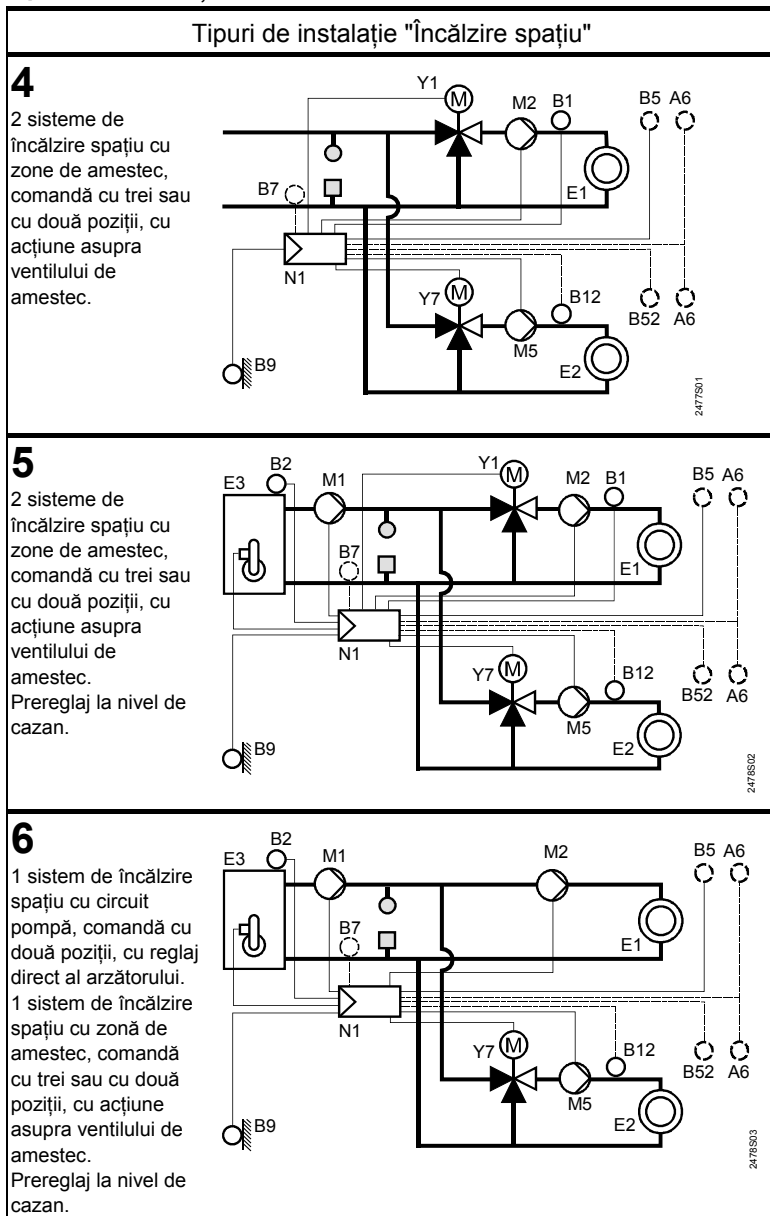 Tipuri de instalație "Încălzire spațiu"
4
2 sisteme de
încălzire spațiu cu
zone de amestec,
comandă cu trei sau
cu două poziții, cu
acțiune asupra
ventilului de
amestec.
Y1
M
M2
B1
B5
A6
B7
E1
N1
Y7
M
B12
B52
A6
M5
E2
B9
2477S01
5
2 sisteme de
încălzire spațiu cu
zone de amestec,
comandă cu trei sau
cu două poziții, cu
acțiune asupra
ventilului de
amestec.
Prereglaj la nivel de
cazan.
E3
B2
M1
Y1
M
M2
B1
B5
A6
B7
E1
N1
Y7
M
B12
B52
A6
M5
E2
B9
2478S02
6
1 sistem de încălzire
spațiu cu circuit
pompă, comandă cu
două poziții, cu reglaj
direct al arzătorului.
1 sistem de încălzire
spațiu cu zonă de
amestec, comandă
cu trei sau cu două
poziții, cu acțiune
asupra ventilului de
amestec.
Prereglaj la nivel de
cazan.
E3
B2
M1
M2
B5
A6
B7
E1
N1
Y7
M
B12
B52
A6
M5
E2
B9
2478S03